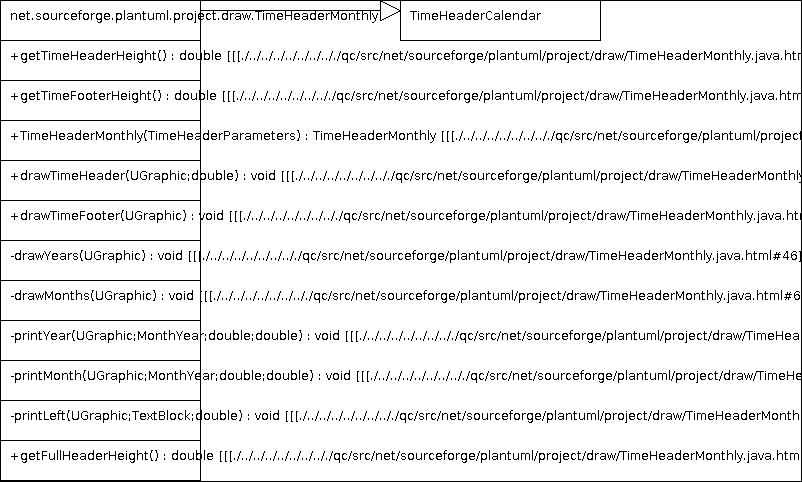 net.sourceforge.plantuml.project.draw.TimeHeaderMonthly
TimeHeaderCalendar
+getTimeHeaderHeight() : double [[[./../../../../../../../../qc/src/net/sourceforge/plantuml/project/draw/TimeHeaderMonthly.java.htm
+getTimeFooterHeight() : double [[[./../../../../../../../../qc/src/net/sourceforge/plantuml/project/draw/TimeHeaderMonthly.java.html
+TimeHeaderMonthly(TimeHeaderParameters) : TimeHeaderMonthly [[[./../../../../../../../../qc/src/net/sourceforge/plantuml/project
+drawTimeHeader(UGraphic;double) : void [[[./../../../../../../../../qc/src/net/sourceforge/plantuml/project/draw/TimeHeaderMonthly
+drawTimeFooter(UGraphic) : void [[[./../../../../../../../../qc/src/net/sourceforge/plantuml/project/draw/TimeHeaderMonthly.java.htm
-drawYears(UGraphic) : void [[[./../../../../../../../../qc/src/net/sourceforge/plantuml/project/draw/TimeHeaderMonthly.java.html#46]
-drawMonths(UGraphic) : void [[[./../../../../../../../../qc/src/net/sourceforge/plantuml/project/draw/TimeHeaderMonthly.java.html#6
-printYear(UGraphic;MonthYear;double;double) : void [[[./../../../../../../../../qc/src/net/sourceforge/plantuml/project/draw/TimeHea
-printMonth(UGraphic;MonthYear;double;double) : void [[[./../../../../../../../../qc/src/net/sourceforge/plantuml/project/draw/TimeHe
-printLeft(UGraphic;TextBlock;double) : void [[[./../../../../../../../../qc/src/net/sourceforge/plantuml/project/draw/TimeHeaderMonth
+getFullHeaderHeight() : double [[[./../../../../../../../../qc/src/net/sourceforge/plantuml/project/draw/TimeHeaderMonthly.java.htm